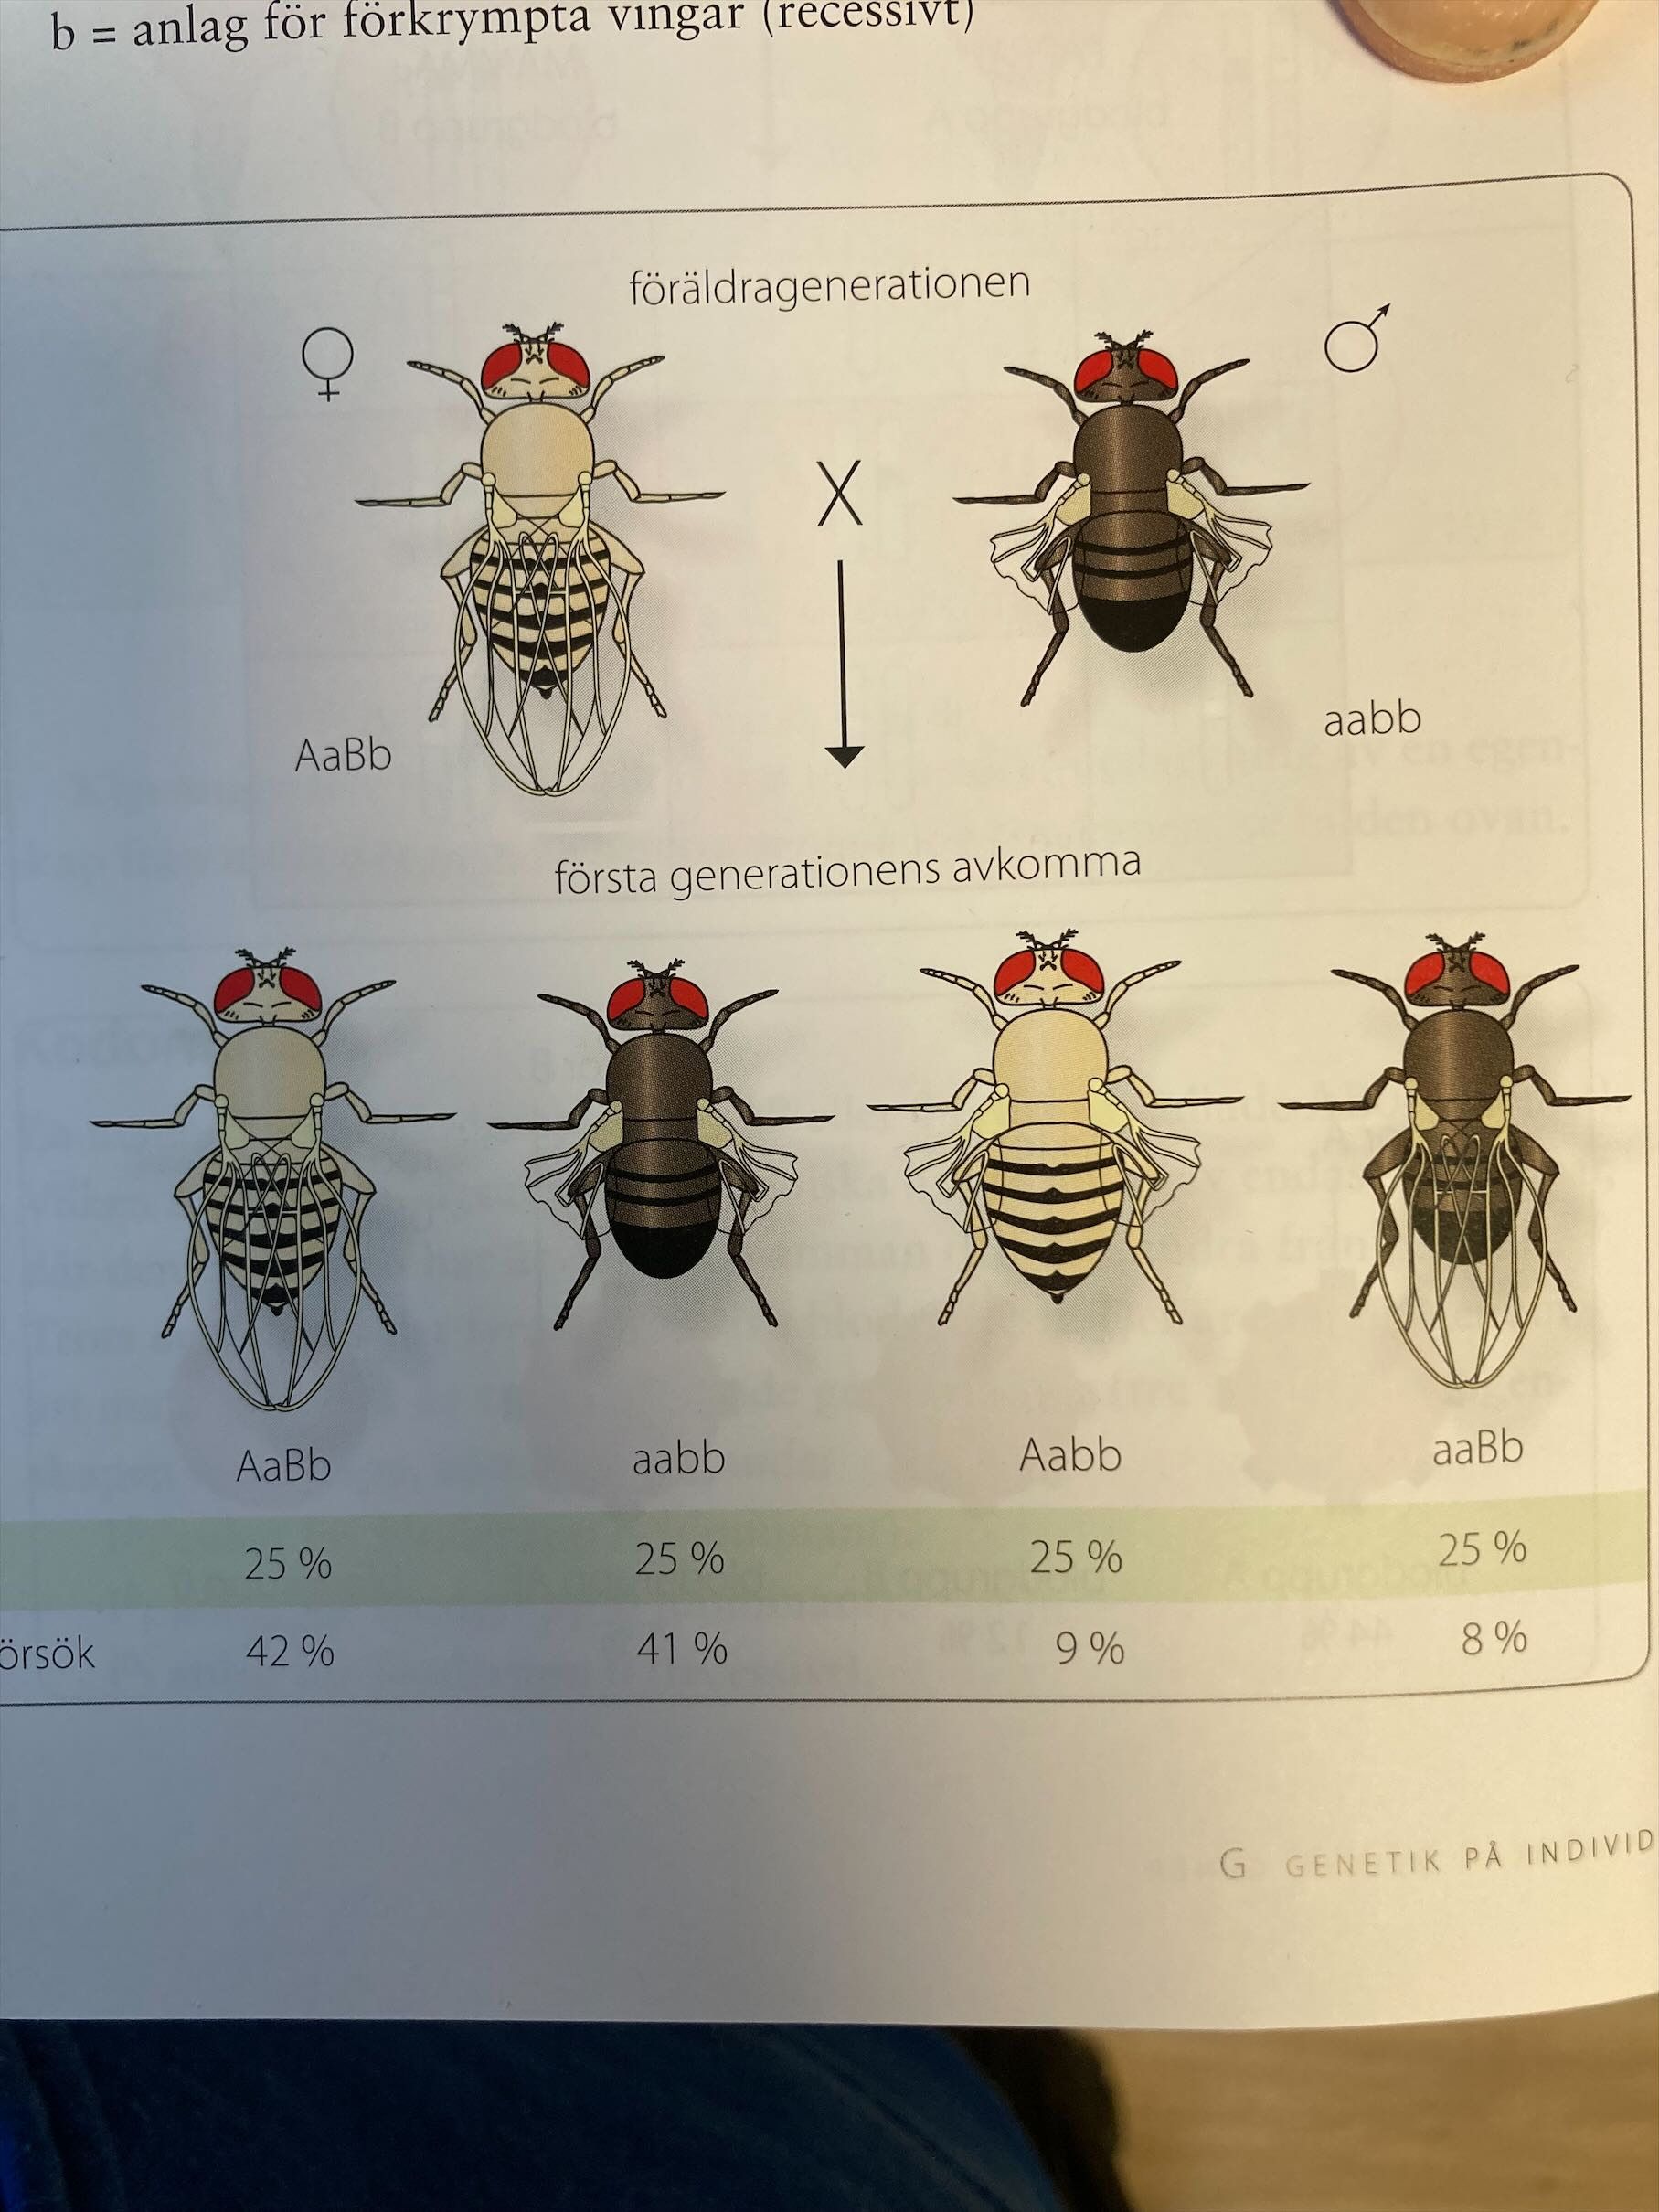 b = anlag för förkrympta vingar (recessivt)
föräldragenerationen
♀ ♂
X
AaBb aabb
första generationens avkomma
AaBb aabb Aabb aaBb
25 % 25 % 25 % 25 %
örsök 42 % 41 % 9 % 8 %
G GENETIK PÅ INDIVID